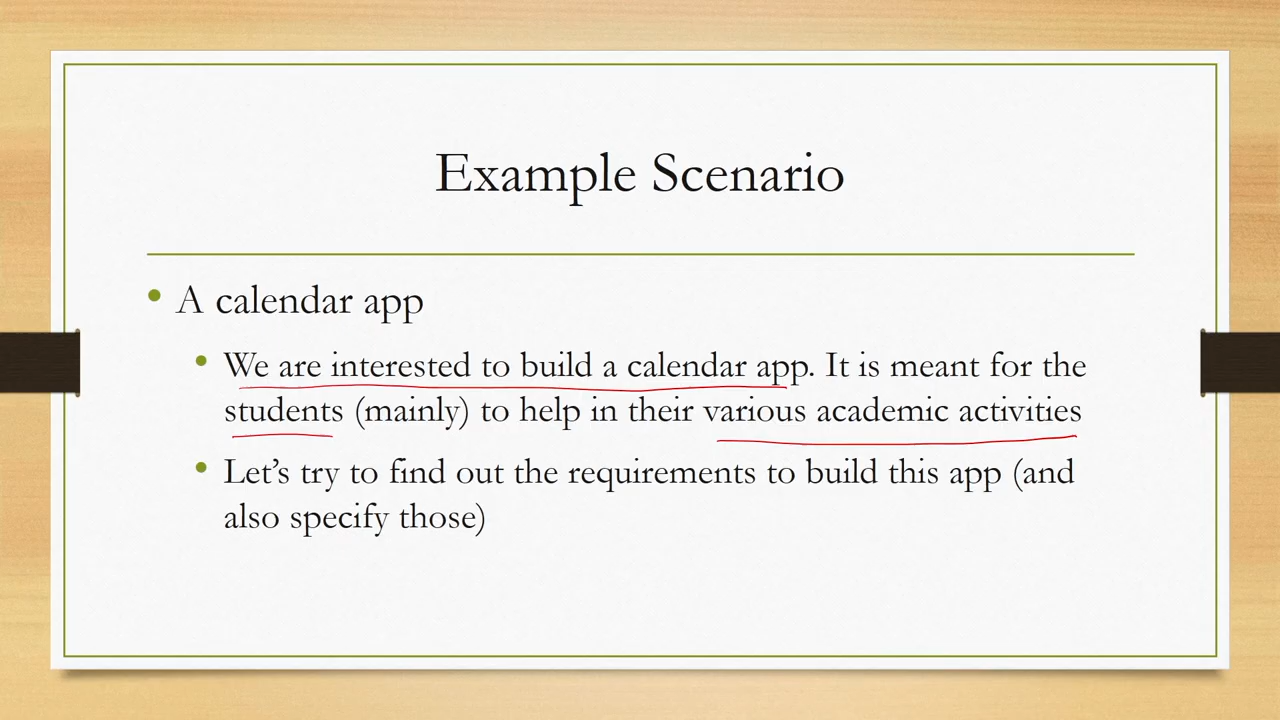 Example Scenario
• A calendar app
• We are interested to build a calendar app. It is meant for the
students (mainly) to help in their various academic activities
• Let’s try to find out the requirements to build this app (and
also specify those)